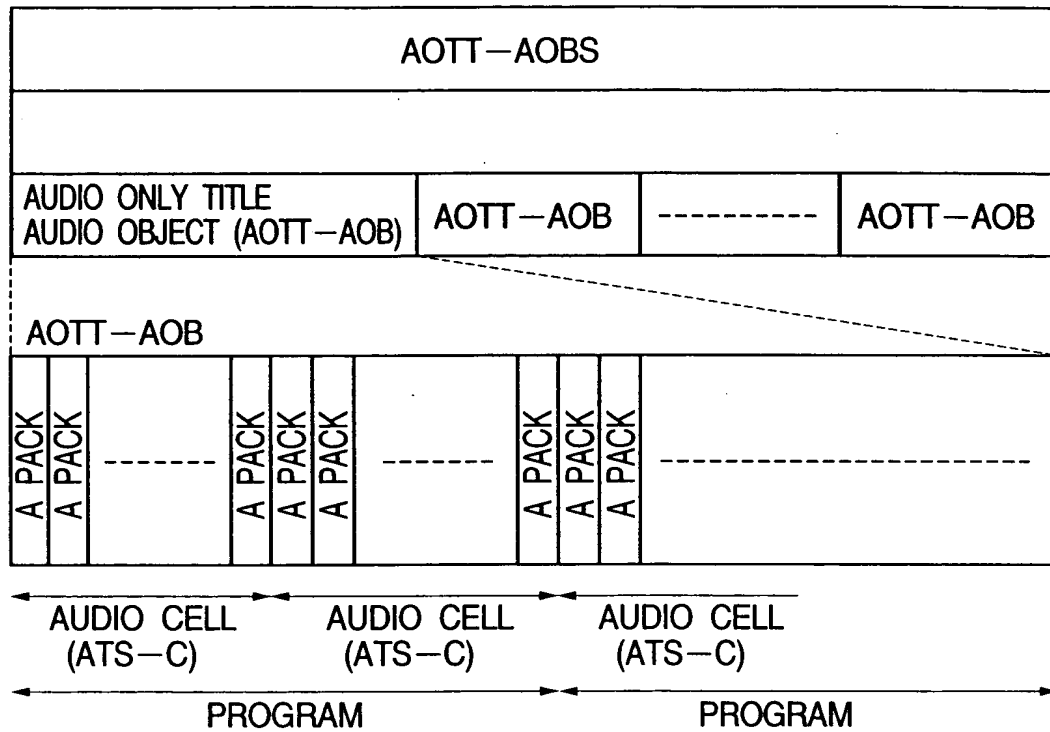 AOTT-AOBS
AUDIO ONLY TITLE
AUDIO OBJECT (AOTT-AOB)
AOTT-AOB
AOTT-AOB
AOTT-AOB
A PACK
A PACK
A PACK
A PACK
A PACK
A PACK
A PACK
A PACK
AUDIO CELL
(ATS-C)
AUDIO CELL
(ATS-C)
AUDIO CELL
(ATS-C)
PROGRAM
PROGRAM